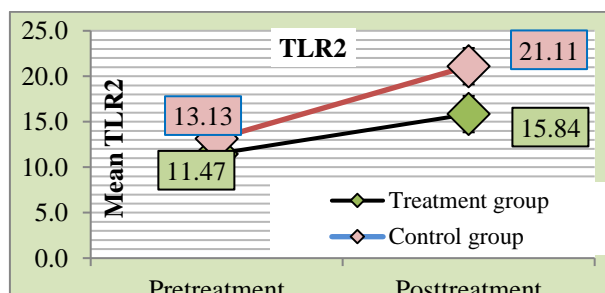 TLR2
Mean TLR2
25.0
20.0
15.0
10.0
5.0
0.0
13.13
11.47
21.11
15.84
Treatment group
Control group
Pretreatment
Posttreatment